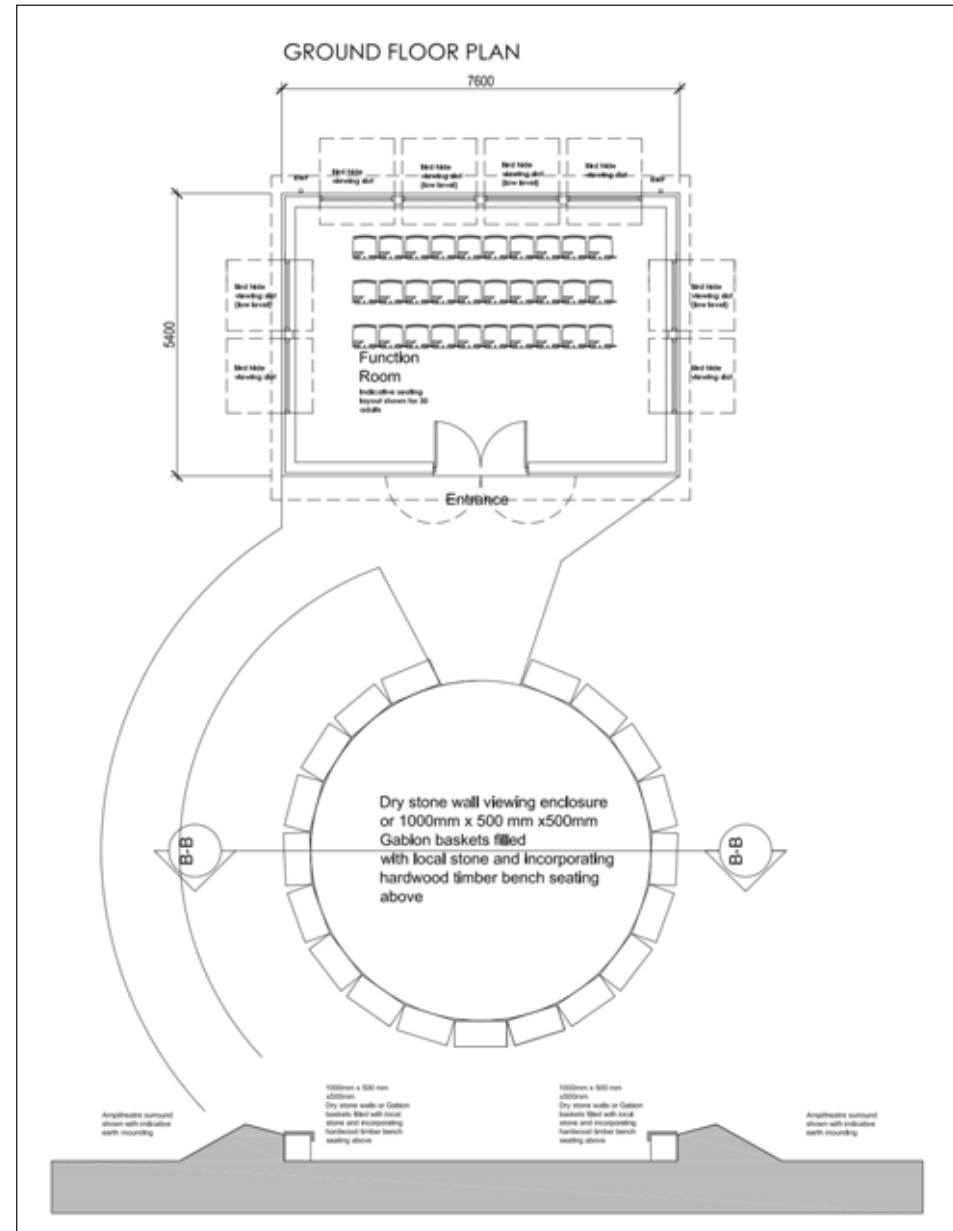 GROUND FLOOR PLAN
7600
Bird hide
viewing slot
Bird hide
viewing slot
(low level)
Bird hide
viewing slot
(low level)
Bird hide
viewing slot
5400
Bird hide
viewing slot
(low level)
Bird hide
viewing slot
(low level)
Bird hide
viewing slot
Bird hide
viewing slot
Function
Room
Indicative seating
layout shown for 30
adults
Entrance
Dry stone wall viewing enclosure
or 1000mm x 500 mm x500mm
Gabion baskets filled
with local stone and incorporating
hardwood timber bench seating
above
B-B
B-B
1000mm x 500 mm
x500mm
Dry stone walls or Gabion
baskets filled with local
stone and incorporating
hardwood timber bench
seating above
1000mm x 500 mm
x500mm
Dry stone walls or Gabion
baskets filled with local
stone and incorporating
hardwood timber bench
seating above
Ampitheatre surround
shown with indicative
earth mounding
Ampitheatre surround
shown with indicative
earth mounding